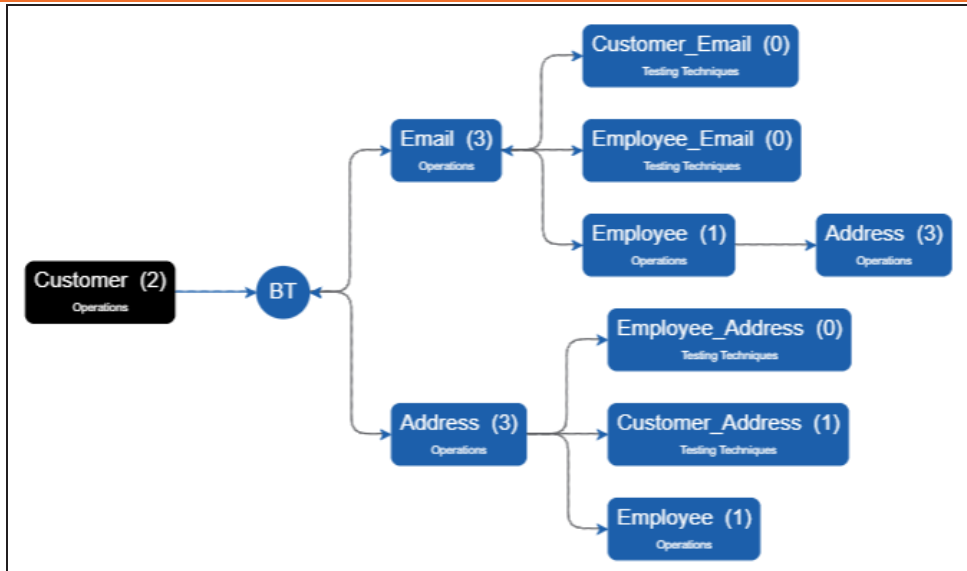 Customer (2)
Operations
BT
Email (3)
Operations
Customer_Email (0)
Testing Techniques
Employee_Email (0)
Testing Techniques
Employee (1)
Operations
Address (3)
Operations
Address (3)
Operations
Employee_Address (0)
Testing Techniques
Customer_Address (1)
Testing Techniques
Employee (1)
Operations